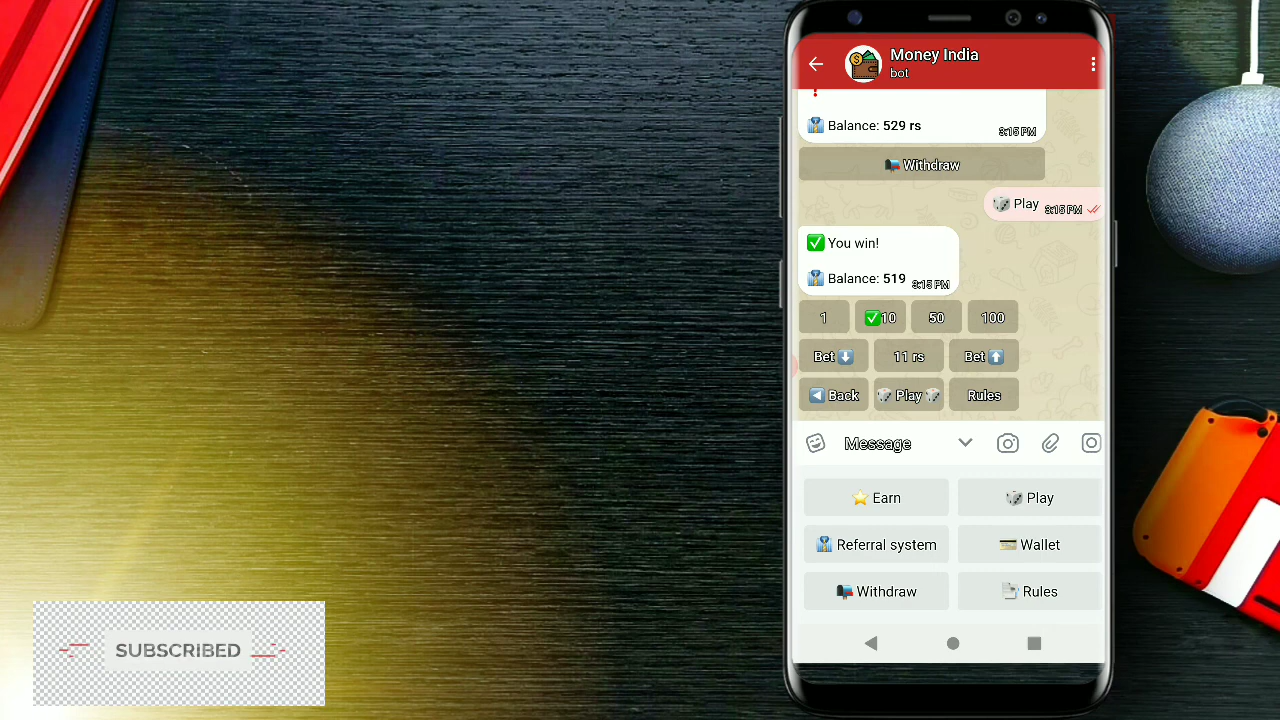 Money India
bot
Balance: 529 rs
3:15 PM
Withdraw
Play 3:15 PM
You win!
Balance: 519 3:15 PM
1 10 50 100
Bet 11 rs Bet
Back Play Rules
Message
Earn Play
Referral system Wallet
Withdraw Rules
SUBSCRIBED